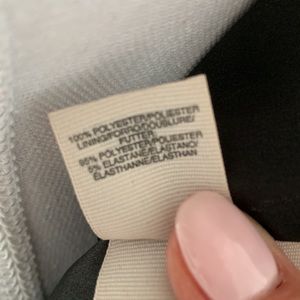 100% POLYESTER/POLIESTER
LINING/FORRO/DOUBLURE/
FUTTER
95% POLYESTER/POLIESTER
5% ELASTANE/ELASTANO/
ELASTHANNE/ELASTHAN